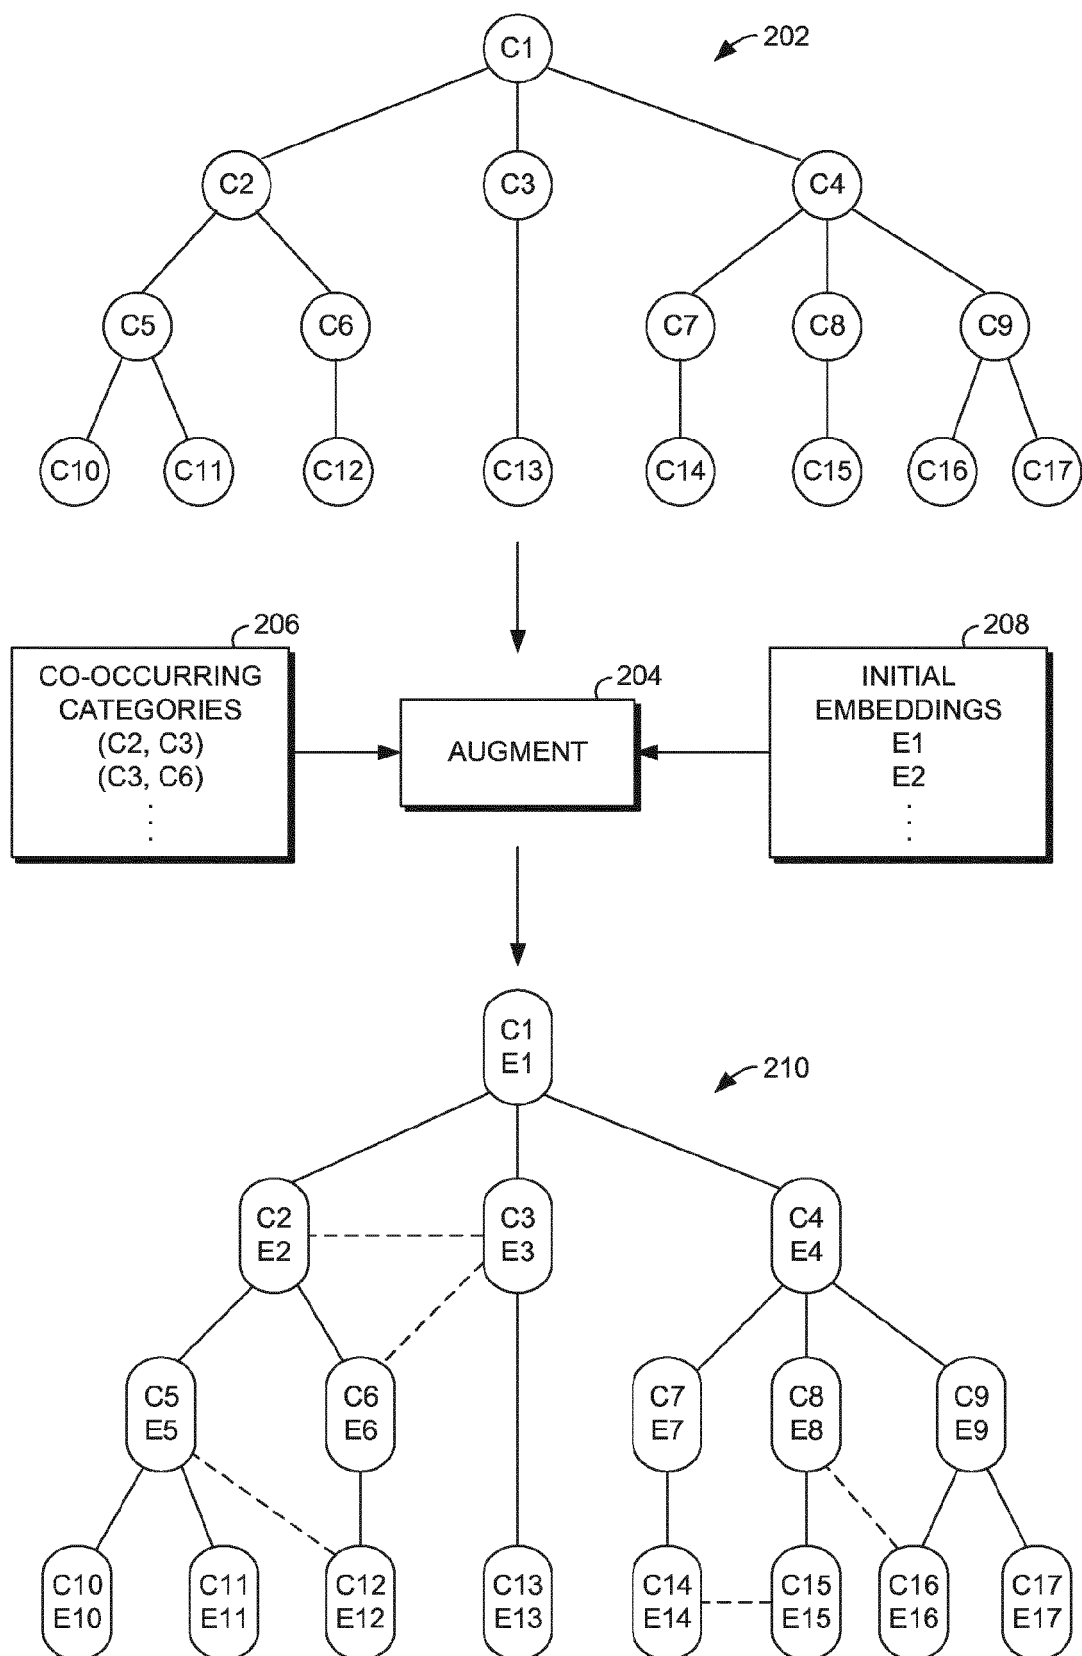 C1
202
C2
C3
C4
C5
C6
C7
C8
C9
C10
C11
C12
C13
C14
C15
C16
C17
206
CO-OCCURRING
CATEGORIES
(C2, C3)
(C3, C6)
.
.
.
204
AUGMENT
208
INITIAL
EMBEDDINGS
E1
E2
.
.
.
C1
E1
210
C2
E2
C3
E3
C4
E4
C5
E5
C6
E6
C7
E7
C8
E8
C9
E9
C10
E10
C11
E11
C12
E12
C13
E13
C14
E14
C15
E15
C16
E16
C17
E17